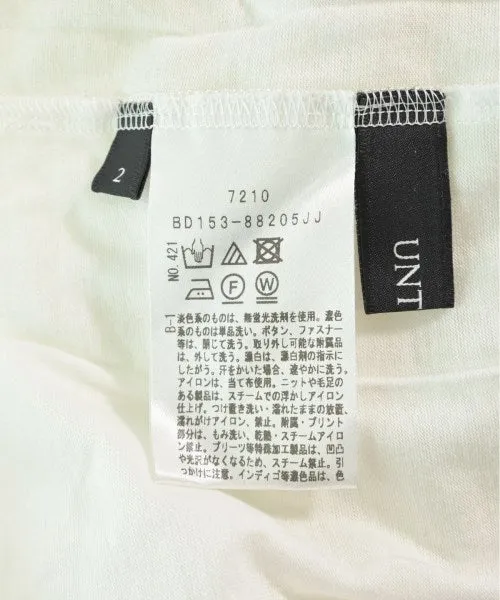 2
7210
BD153-88205JJ
NO.421
F
W
UNT
B-1
淡色系のものは、無蛍光洗剤を使用。濃色
系のものは単品洗い。ボタン、ファスナー
等は、閉じて洗う。取り外し可能な附属品
は、外して洗う。漂白は、漂白剤の指示に
したがう。汗をかいた場合、速やかに洗う。
アイロンは、当て布使用。ニットや毛足の
ある製品は、スチームでの浮かしアイロン
仕上げ。つけ置き洗い・濡れたままの放置、
濡れがけアイロン、禁止。附属・プリント
部分は、もみ洗い、乾熱・スチームアイロ
ン禁止。プリーツ等特殊加工製品は、凹凸
や光沢がなくなるため、スチーム禁止。引
っかけに注意。インディゴ等濃色品は、色